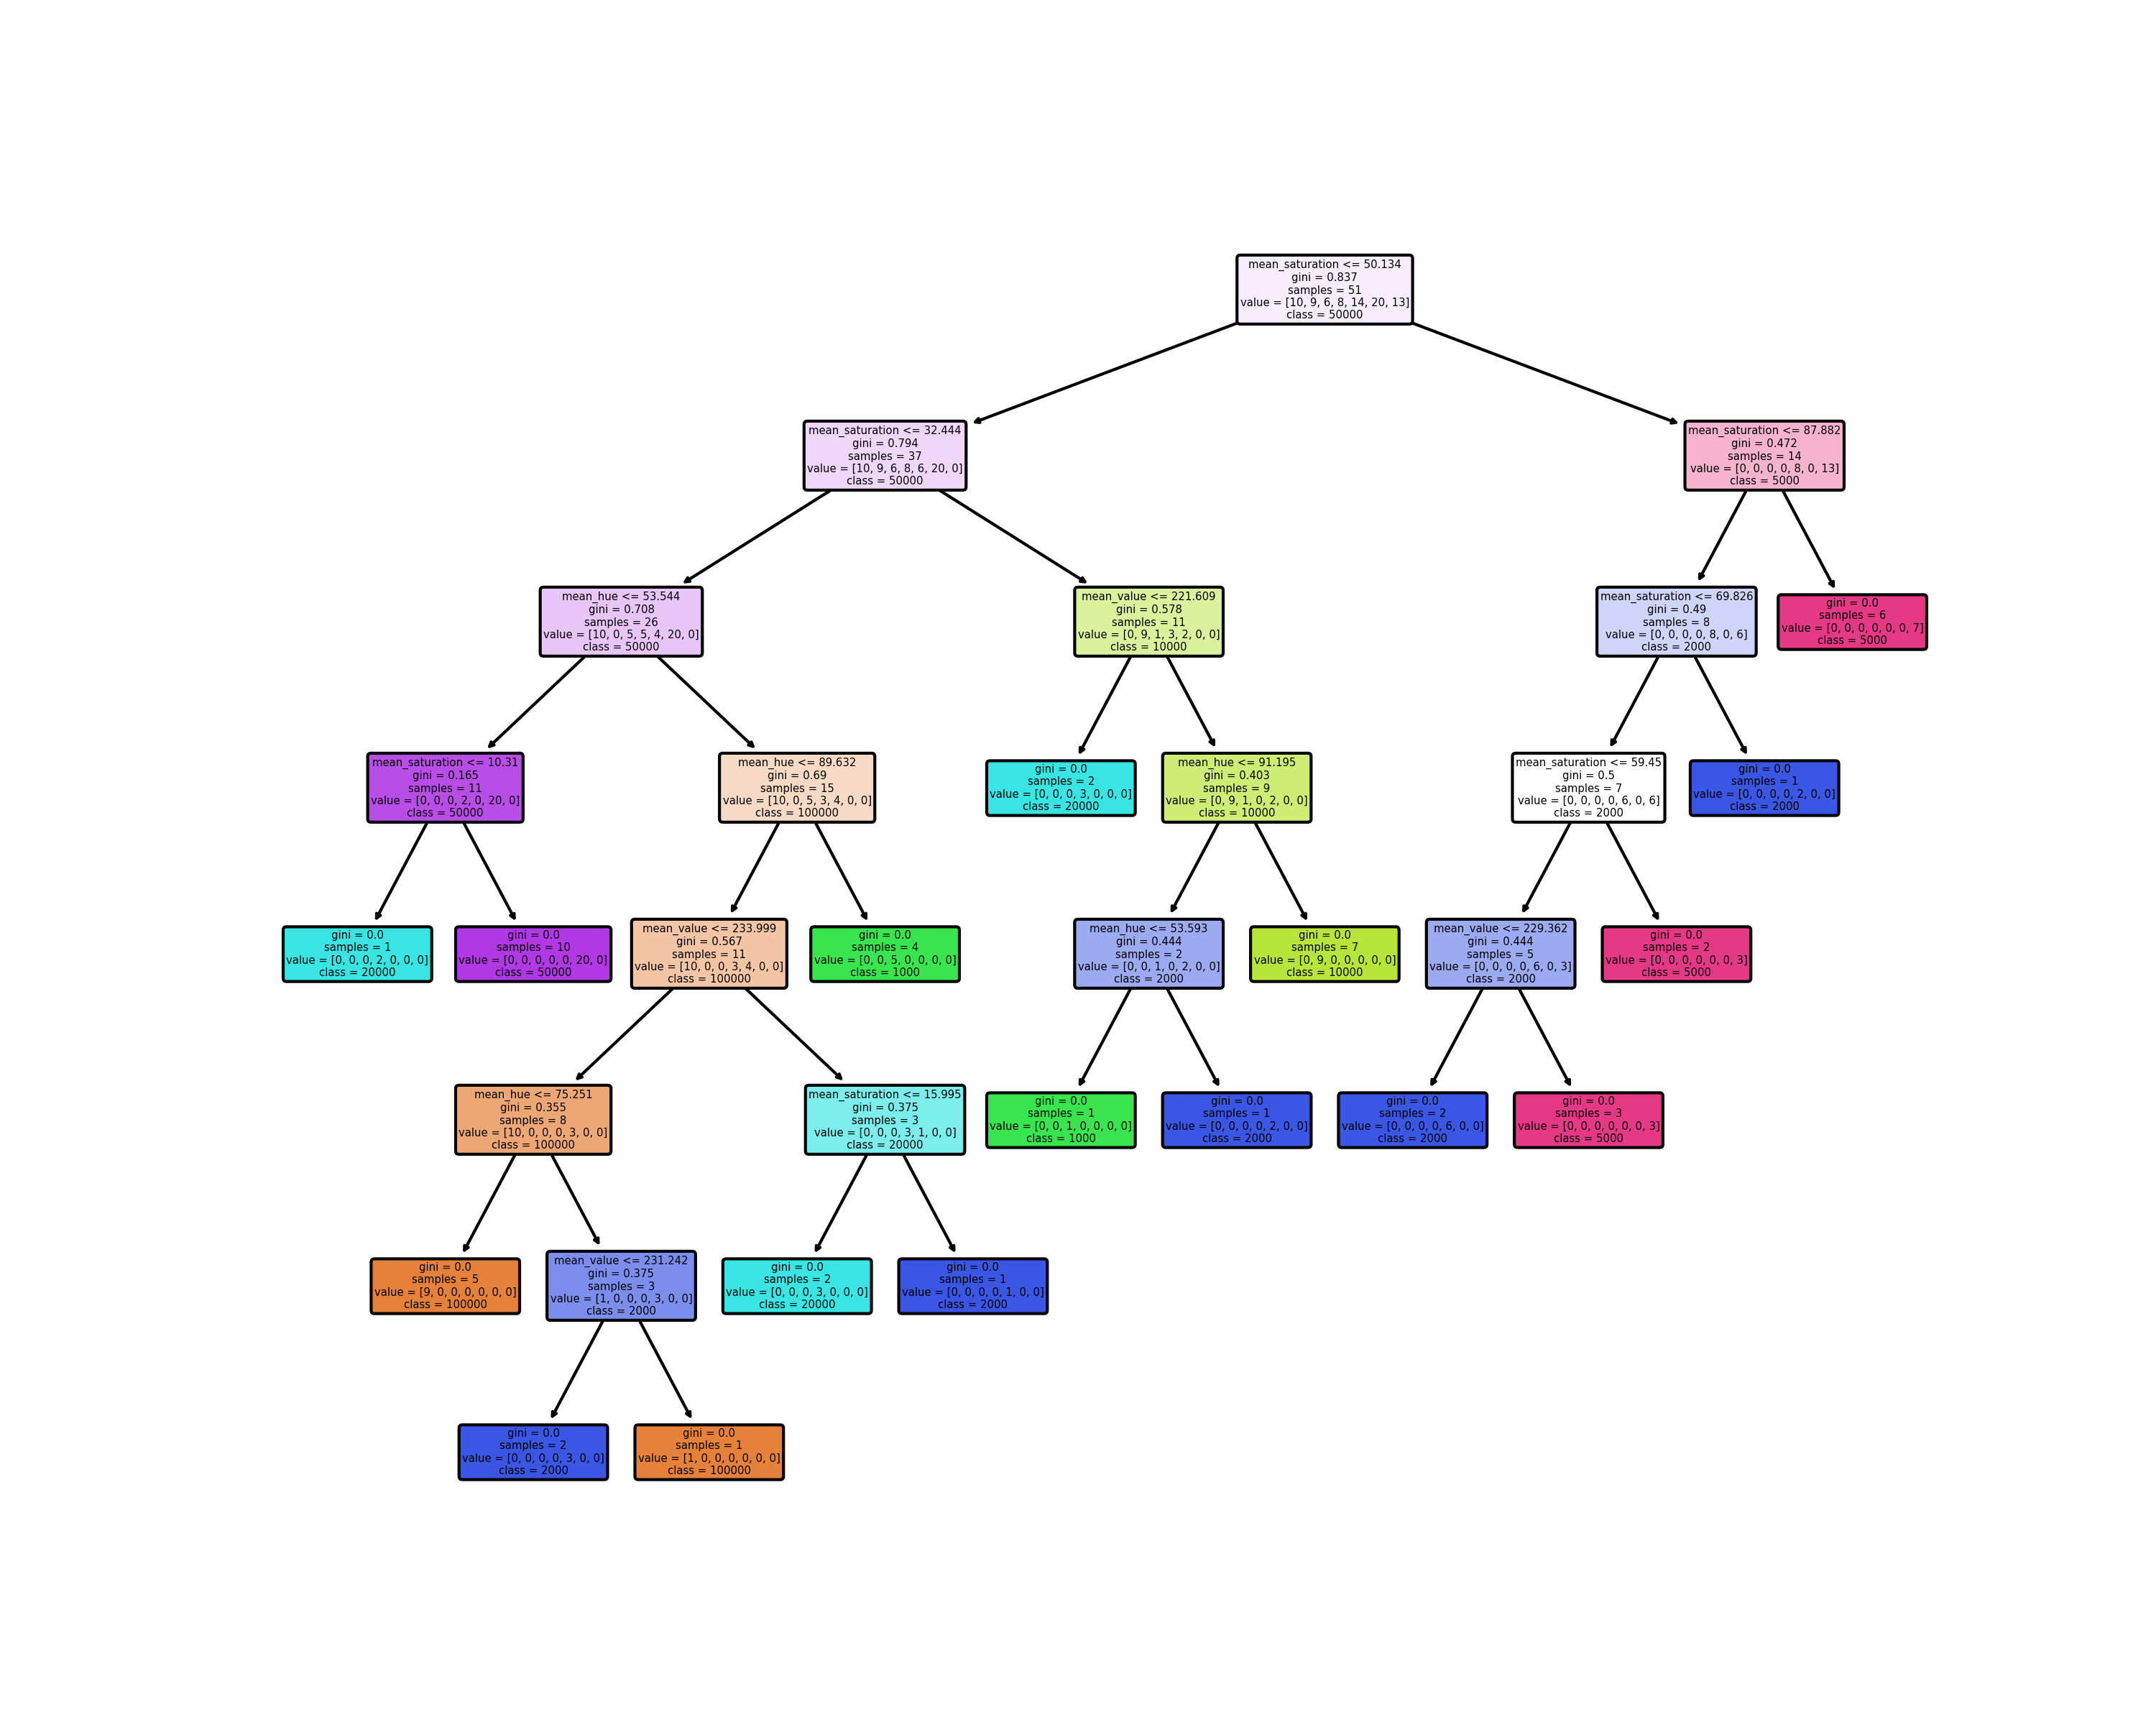 mean_saturation <= 50.134
gini = 0.837
samples = 51
value = [10, 9, 6, 8, 14, 20, 13]
class = 50000
mean_saturation <= 32.444
gini = 0.794
samples = 37
value = [10, 9, 6, 8, 6, 20, 0]
class = 50000
mean_saturation <= 87.882
gini = 0.472
samples = 14
value = [0, 0, 0, 0, 8, 0, 13]
class = 5000
mean_hue <= 53.544
gini = 0.708
samples = 26
value = [10, 0, 5, 5, 4, 20, 0]
class = 50000
mean_value <= 221.609
gini = 0.578
samples = 11
value = [0, 9, 1, 3, 2, 0, 0]
class = 10000
mean_saturation <= 69.826
gini = 0.49
samples = 8
value = [0, 0, 0, 0, 8, 0, 6]
class = 2000
gini = 0.0
samples = 6
value = [0, 0, 0, 0, 0, 0, 7]
class = 5000
mean_saturation <= 10.31
gini = 0.165
samples = 11
value = [0, 0, 0, 2, 0, 20, 0]
class = 50000
mean_hue <= 89.632
gini = 0.69
samples = 15
value = [10, 0, 5, 3, 4, 0, 0]
class = 100000
gini = 0.0
samples = 2
value = [0, 0, 0, 3, 0, 0, 0]
class = 20000
mean_hue <= 91.195
gini = 0.403
samples = 9
value = [0, 9, 1, 0, 2, 0, 0]
class = 10000
mean_saturation <= 59.45
gini = 0.5
samples = 7
value = [0, 0, 0, 0, 6, 0, 6]
class = 2000
gini = 0.0
samples = 1
value = [0, 0, 0, 0, 2, 0, 0]
class = 2000
gini = 0.0
samples = 1
value = [0, 0, 0, 2, 0, 0, 0]
class = 20000
gini = 0.0
samples = 10
value = [0, 0, 0, 0, 0, 20, 0]
class = 50000
mean_value <= 233.999
gini = 0.567
samples = 11
value = [10, 0, 0, 3, 4, 0, 0]
class = 100000
gini = 0.0
samples = 4
value = [0, 0, 5, 0, 0, 0, 0]
class = 1000
mean_hue <= 53.593
gini = 0.444
samples = 2
value = [0, 0, 1, 0, 2, 0, 0]
class = 2000
gini = 0.0
samples = 7
value = [0, 9, 0, 0, 0, 0, 0]
class = 10000
mean_value <= 229.362
gini = 0.444
samples = 5
value = [0, 0, 0, 0, 6, 0, 3]
class = 2000
gini = 0.0
samples = 2
value = [0, 0, 0, 0, 0, 0, 3]
class = 5000
mean_hue <= 75.251
gini = 0.355
samples = 8
value = [10, 0, 0, 0, 3, 0, 0]
class = 100000
mean_saturation <= 15.995
gini = 0.375
samples = 3
value = [0, 0, 0, 3, 1, 0, 0]
class = 20000
gini = 0.0
samples = 1
value = [0, 0, 1, 0, 0, 0, 0]
class = 1000
gini = 0.0
samples = 1
value = [0, 0, 0, 0, 2, 0, 0]
class = 2000
gini = 0.0
samples = 2
value = [0, 0, 0, 0, 6, 0, 0]
class = 2000
gini = 0.0
samples = 3
value = [0, 0, 0, 0, 0, 0, 3]
class = 5000
gini = 0.0
samples = 5
value = [9, 0, 0, 0, 0, 0, 0]
class = 100000
mean_value <= 231.242
gini = 0.375
samples = 3
value = [1, 0, 0, 0, 3, 0, 0]
class = 2000
gini = 0.0
samples = 2
value = [0, 0, 0, 3, 0, 0, 0]
class = 20000
gini = 0.0
samples = 1
value = [0, 0, 0, 0, 1, 0, 0]
class = 2000
gini = 0.0
samples = 2
value = [0, 0, 0, 0, 3, 0, 0]
class = 2000
gini = 0.0
samples = 1
value = [1, 0, 0, 0, 0, 0, 0]
class = 100000